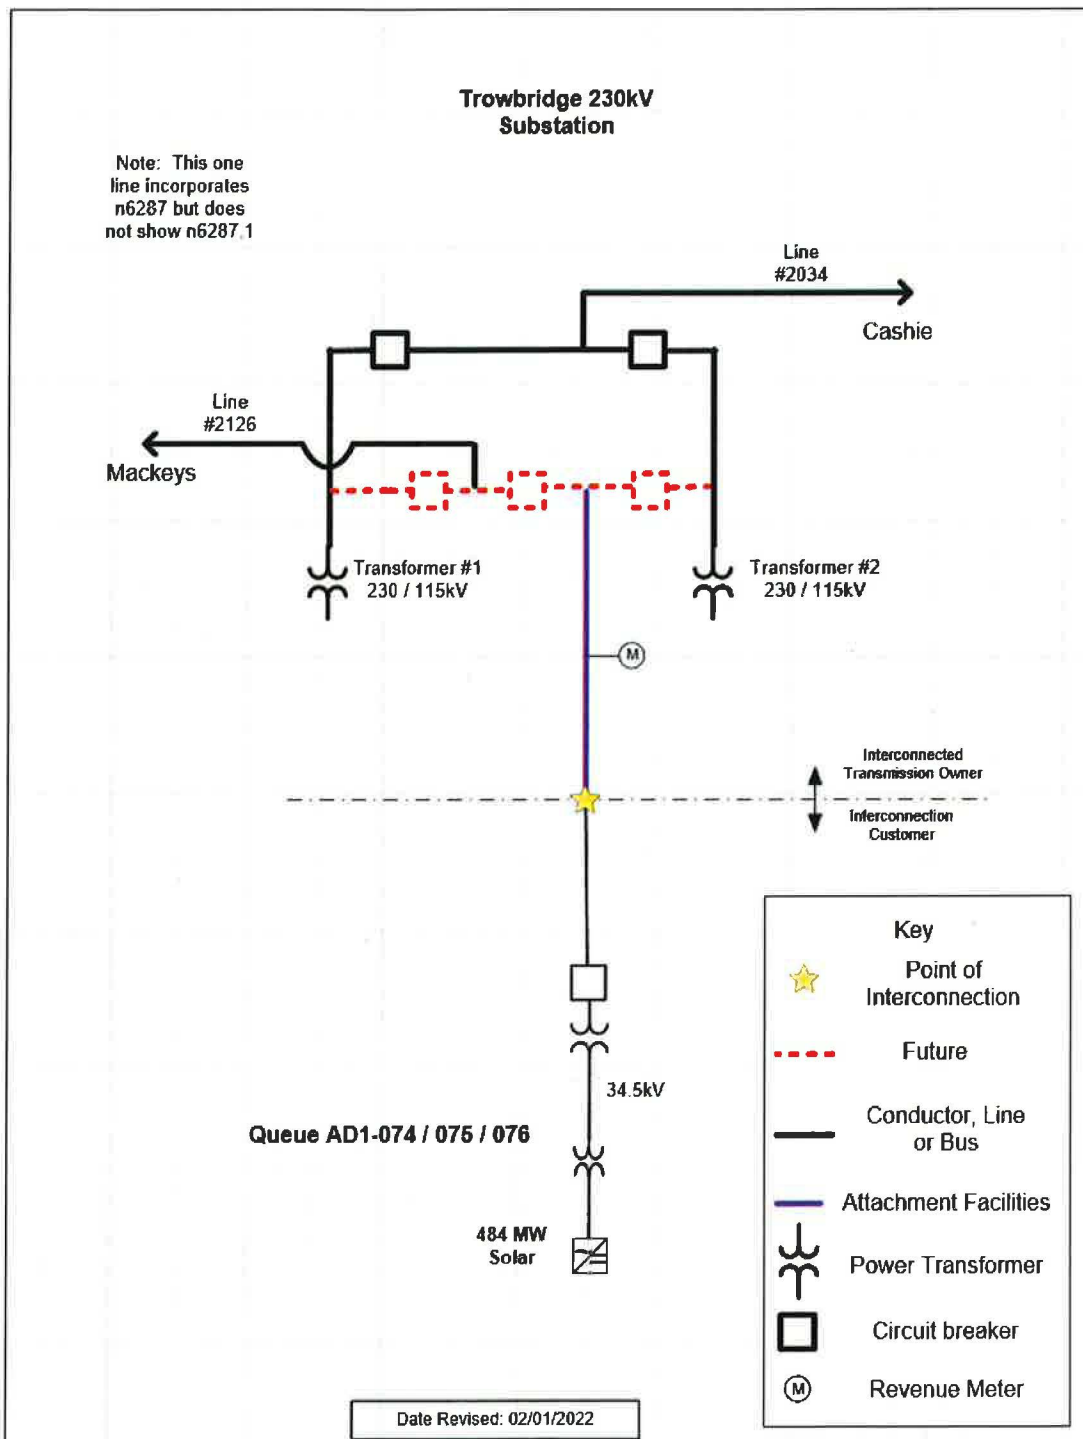 Trowbridge 230kV
Substation
Note: This one
line incorporates
n6287 but does
not show n6287.1
Line
#2034
Cashie
Line
#2126
Mackeys
Transformer #1
230 / 115kV
Transformer #2
230 / 115kV
M
Interconnected
Transmission Owner
Interconnection
Customer
34.5kV
Queue AD1-074 / 075 / 076
484 MW
Solar
Key
Point of
Interconnection
Future
Conductor, Line
or Bus
Attachment Facilities
Power Transformer
Circuit breaker
M
Revenue Meter
Date Revised: 02/01/2022